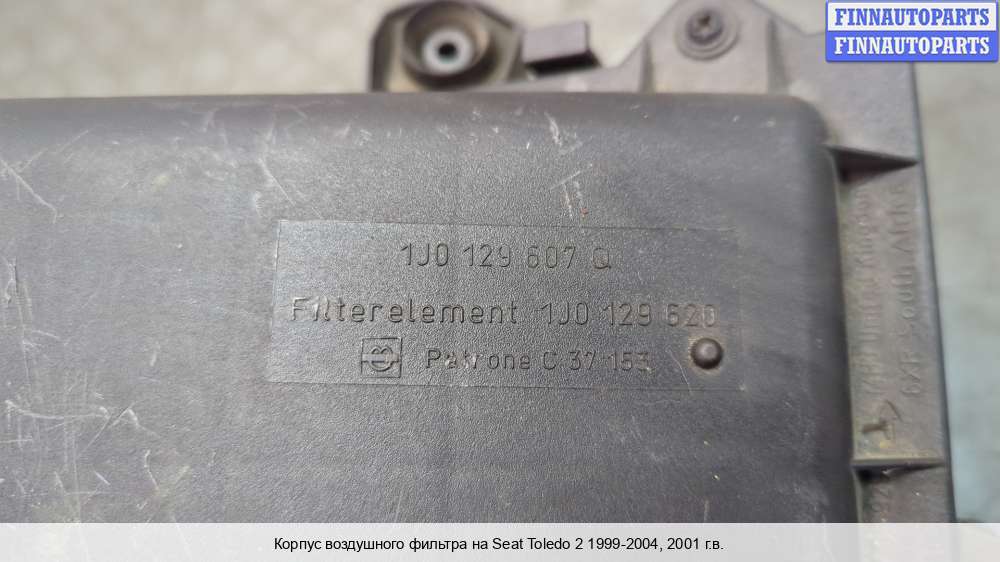 FINNAUTOPARTS
FINNAUTOPARTS
1J0 129 607 Q
Filterelement 1J0 129 620
Patrone C 37 153
Корпус воздушного фильтра на Seat Toledo 2 1999-2004, 2001 г.в.